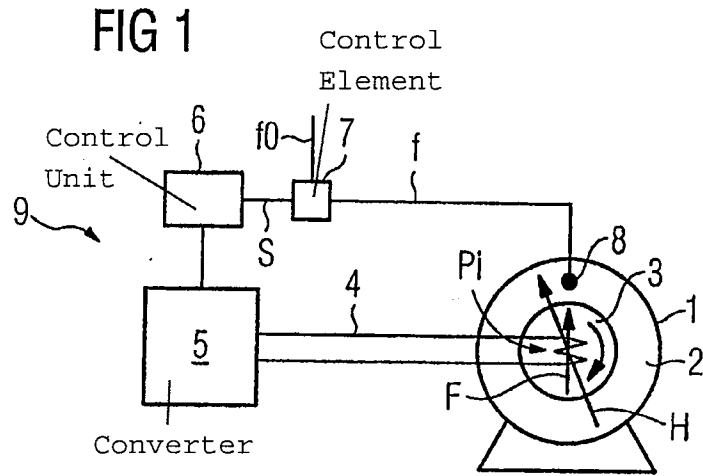 FIG 1
Control
Element
f0
7
f
Control
Unit
6
S
9
8
Pi
3
1
4
2
5
F
H
Converter